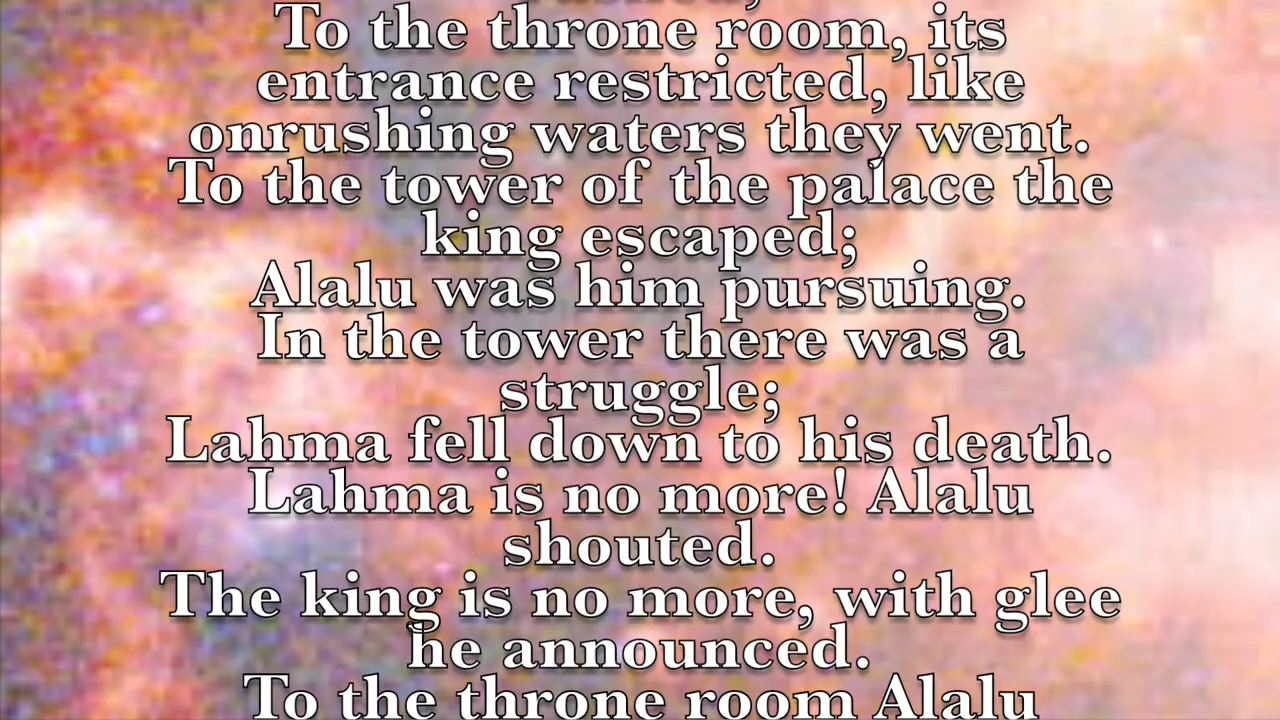 To the throne room, its
entrance restricted, like
onrushing waters they went.
To the tower of the palace the
king escaped;
Alalu was him pursuing.
In the tower there was a
struggle;
Lahma fell down to his death.
Lahma is no more! Alalu
shouted.
The king is no more, with glee
he announced.
To the throne room Alalu